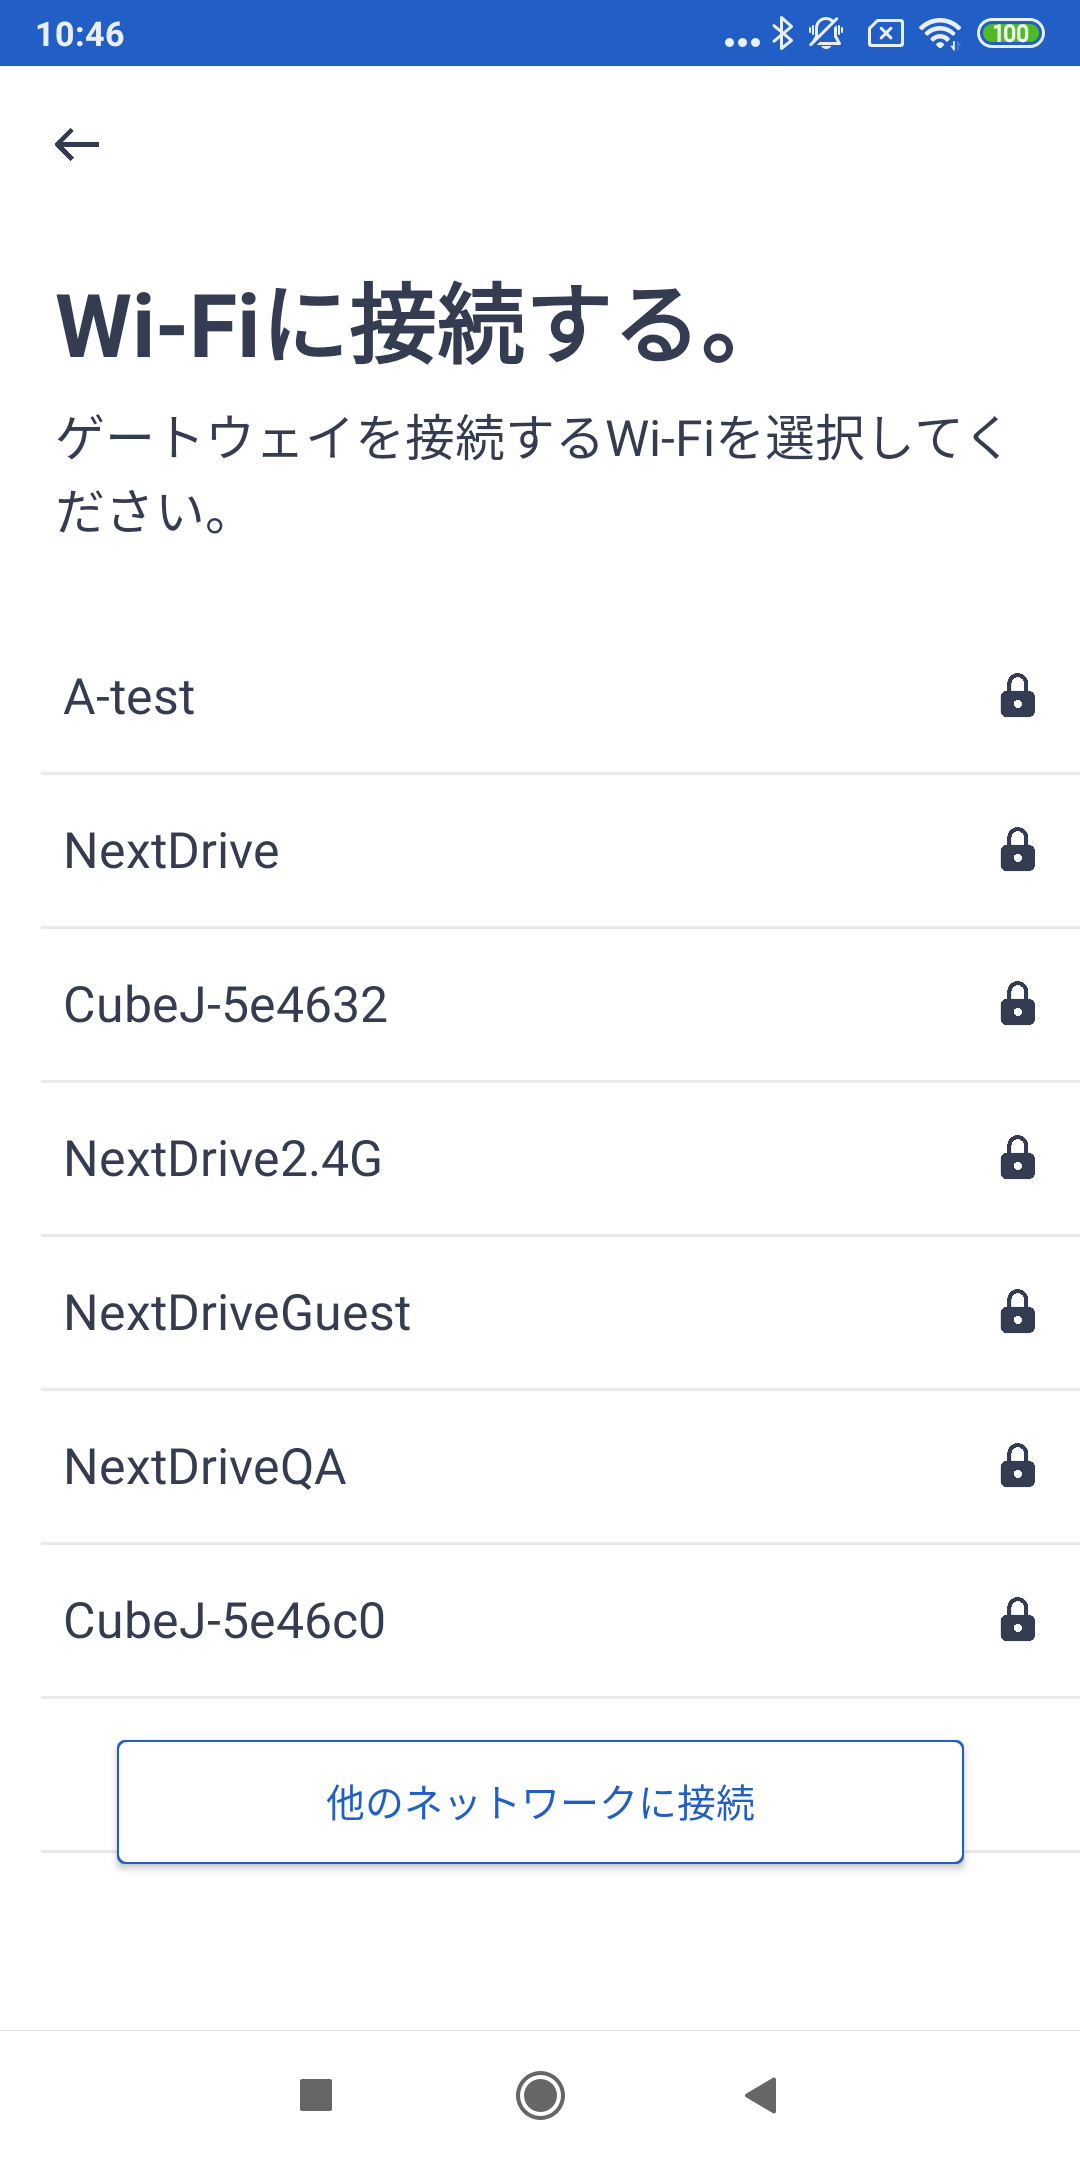 10:46
100
Wi-Fiに接続する。
ゲートウェイを接続するWi-Fiを選択してく
ださい。
A-test
NextDrive
CubeJ-5e4632
NextDrive2.4G
NextDriveGuest
NextDriveQA
CubeJ-5e46c0
他のネットワークに接続